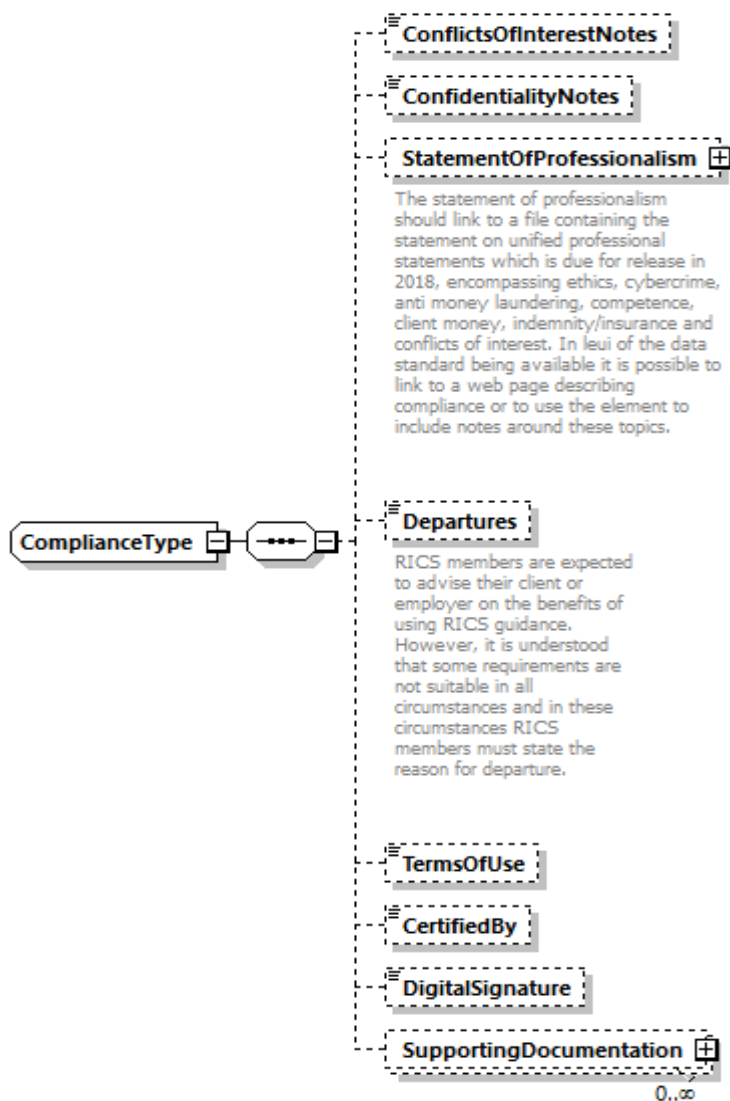 ConflictsOfInterestNotes
ConfidentialityNotes
StatementOfProfessionalism
The statement of professionalism
should link to a file containing the
statement on unified professional
statements which is due for release in
2018, encompassing ethics, cybercrime,
anti money laundering, competence,
client money, indemnity/insurance and
conflicts of interest. In leui of the data
standard being available it is possible to
link to a web page describing
compliance or to use the element to
include notes around these topics.
ComplianceType
Departures
RICS members are expected
to advise their client or
employer on the benefits of
using RICS guidance.
However, it is understood
that some requirements are
not suitable in all
circumstances and in these
circumstances RICS
members must state the
reason for departure.
TermsOfUse
CertifiedBy
DigitalSignature
SupportingDocumentation
0..∞